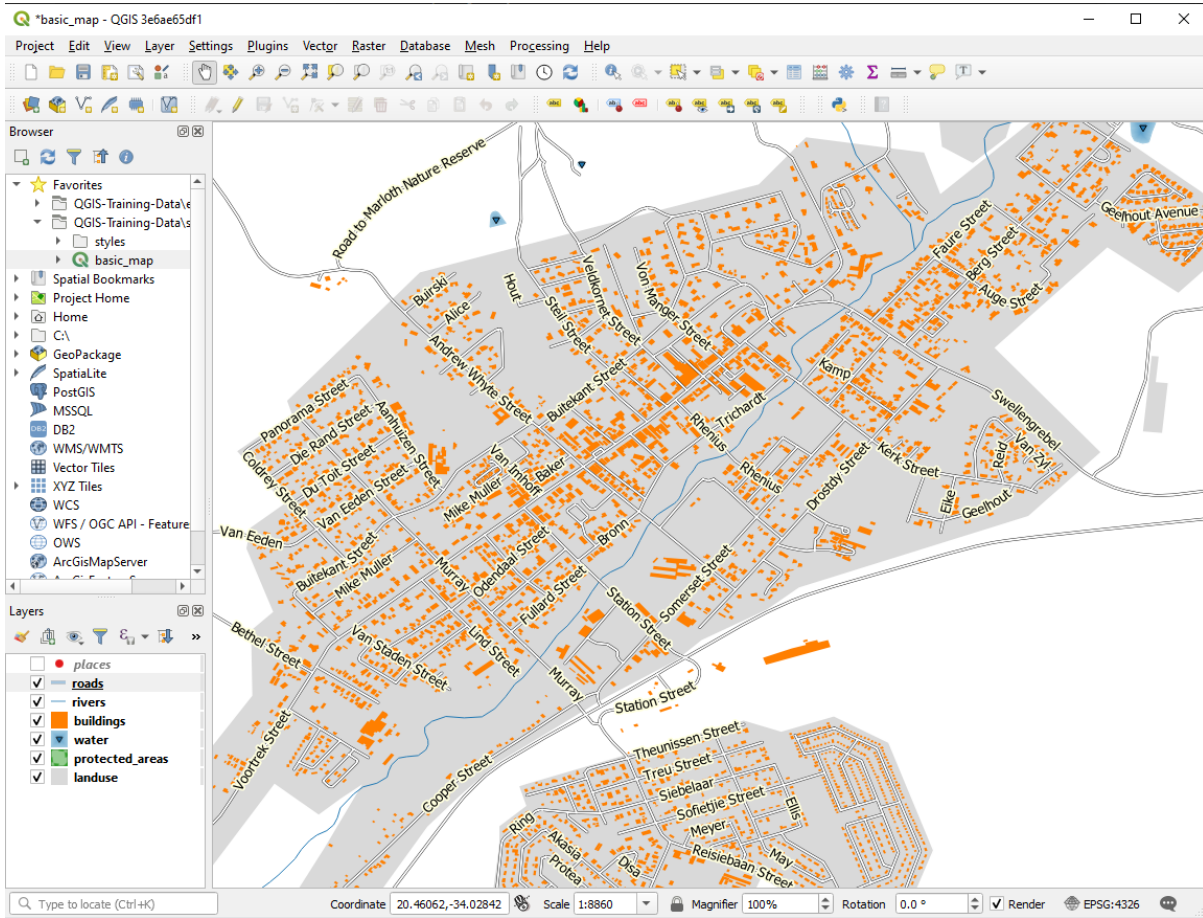 *basic_map - QGIS 3e6ae65df1
Project Edit View Layer Settings Plugins Vector Raster Database Mesh Processing Help
Browser
Favorites
QGIS-Training-Data\e
QGIS-Training-Data\s
styles
basic_map
Spatial Bookmarks
Project Home
Home
C:\
GeoPackage
SpatiaLite
PostGIS
MSSQL
DB2
WMS/WMTS
Vector Tiles
XYZ Tiles
WCS
WFS / OGC API - Feature
OWS
ArcGisMapServer
Layers
places
roads
rivers
buildings
water
protected_areas
landuse
Road to Marloth Nature Reserve
Geelhout Avenue
Faure Street
Berg Street
Auge Street
Buirski
Alice
Hout
Steil Street
Veldkornet Street
Von Manger Street
Andrew Whyte Street
Buitekant Street
Kamp
Swellengrebel
Panorama Street
Die Rand Street
Aanhuizen Street
Coldrey Street
Du Toit Street
Van Eeden Street
Van Imhoff
Baker
Mike Muller
Rhenius
Trichardt
Rhenius
Drostdy Street
Kerk Street
Reid
Van Zyl
Eike
Geelhout
Van Eeden
Buitekant Street
Mike Muller
Murray
Odendaal Street
Bronn
Fullard Street
Station Street
Somerset Street
Bethel Street
Van Staden Street
Lind Street
Murray
Station Street
Voortrek Street
Cooper Street
Theunissen Street
Treu Street
Siebelaar
Sofietjie Street
Ellis
Meyer
Ring
Akasia
Protea
Disa
Reisiebaan Street
May
Type to locate (Ctrl+K) Coordinate 20.46062,-34.02842 Scale 1:8860 Magnifier 100% Rotation 0.0 ° Render EPSG:4326